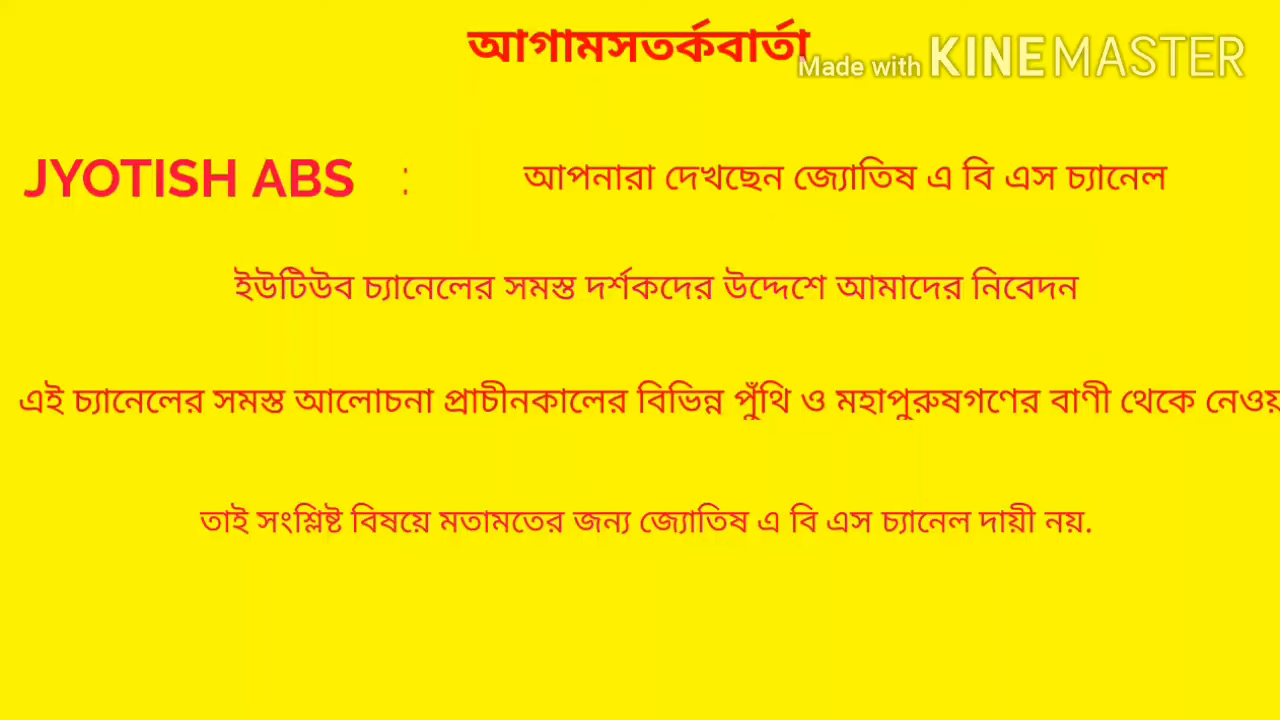 আগামসতর্কবার্তা
Made with KINEMASTER
JYOTISH ABS : আপনারা দেখছেন জ্যোতিষ এ বি এস চ্যানেল
ইউটিউব চ্যানেলের সমস্ত দর্শকদের উদ্দেশে আমাদের নিবেদন
এই চ্যানেলের সমস্ত আলোচনা প্রাচীনকালের বিভিন্ন পুঁথি ও মহাপুরুষগণের বাণী থেকে নেওয়
তাই সংশ্লিষ্ট বিষয়ে মতামতের জন্য জ্যোতিষ এ বি এস চ্যানেল দায়ী নয়.